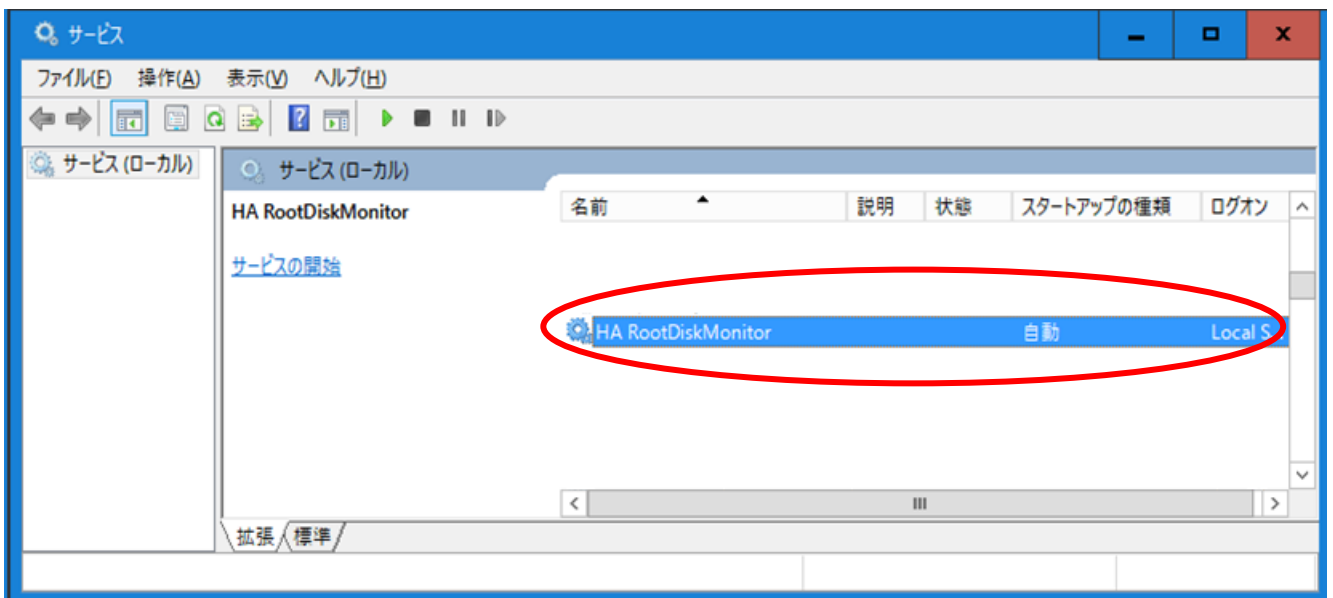 サービス
ファイル(F) 操作(A) 表示(V) ヘルプ(H)
サービス (ローカル)
サービス (ローカル)
HA RootDiskMonitor
サービスの開始
名前 説明 状態 スタートアップの種類 ログオン
HA RootDiskMonitor 自動 Local S...
拡張 標準